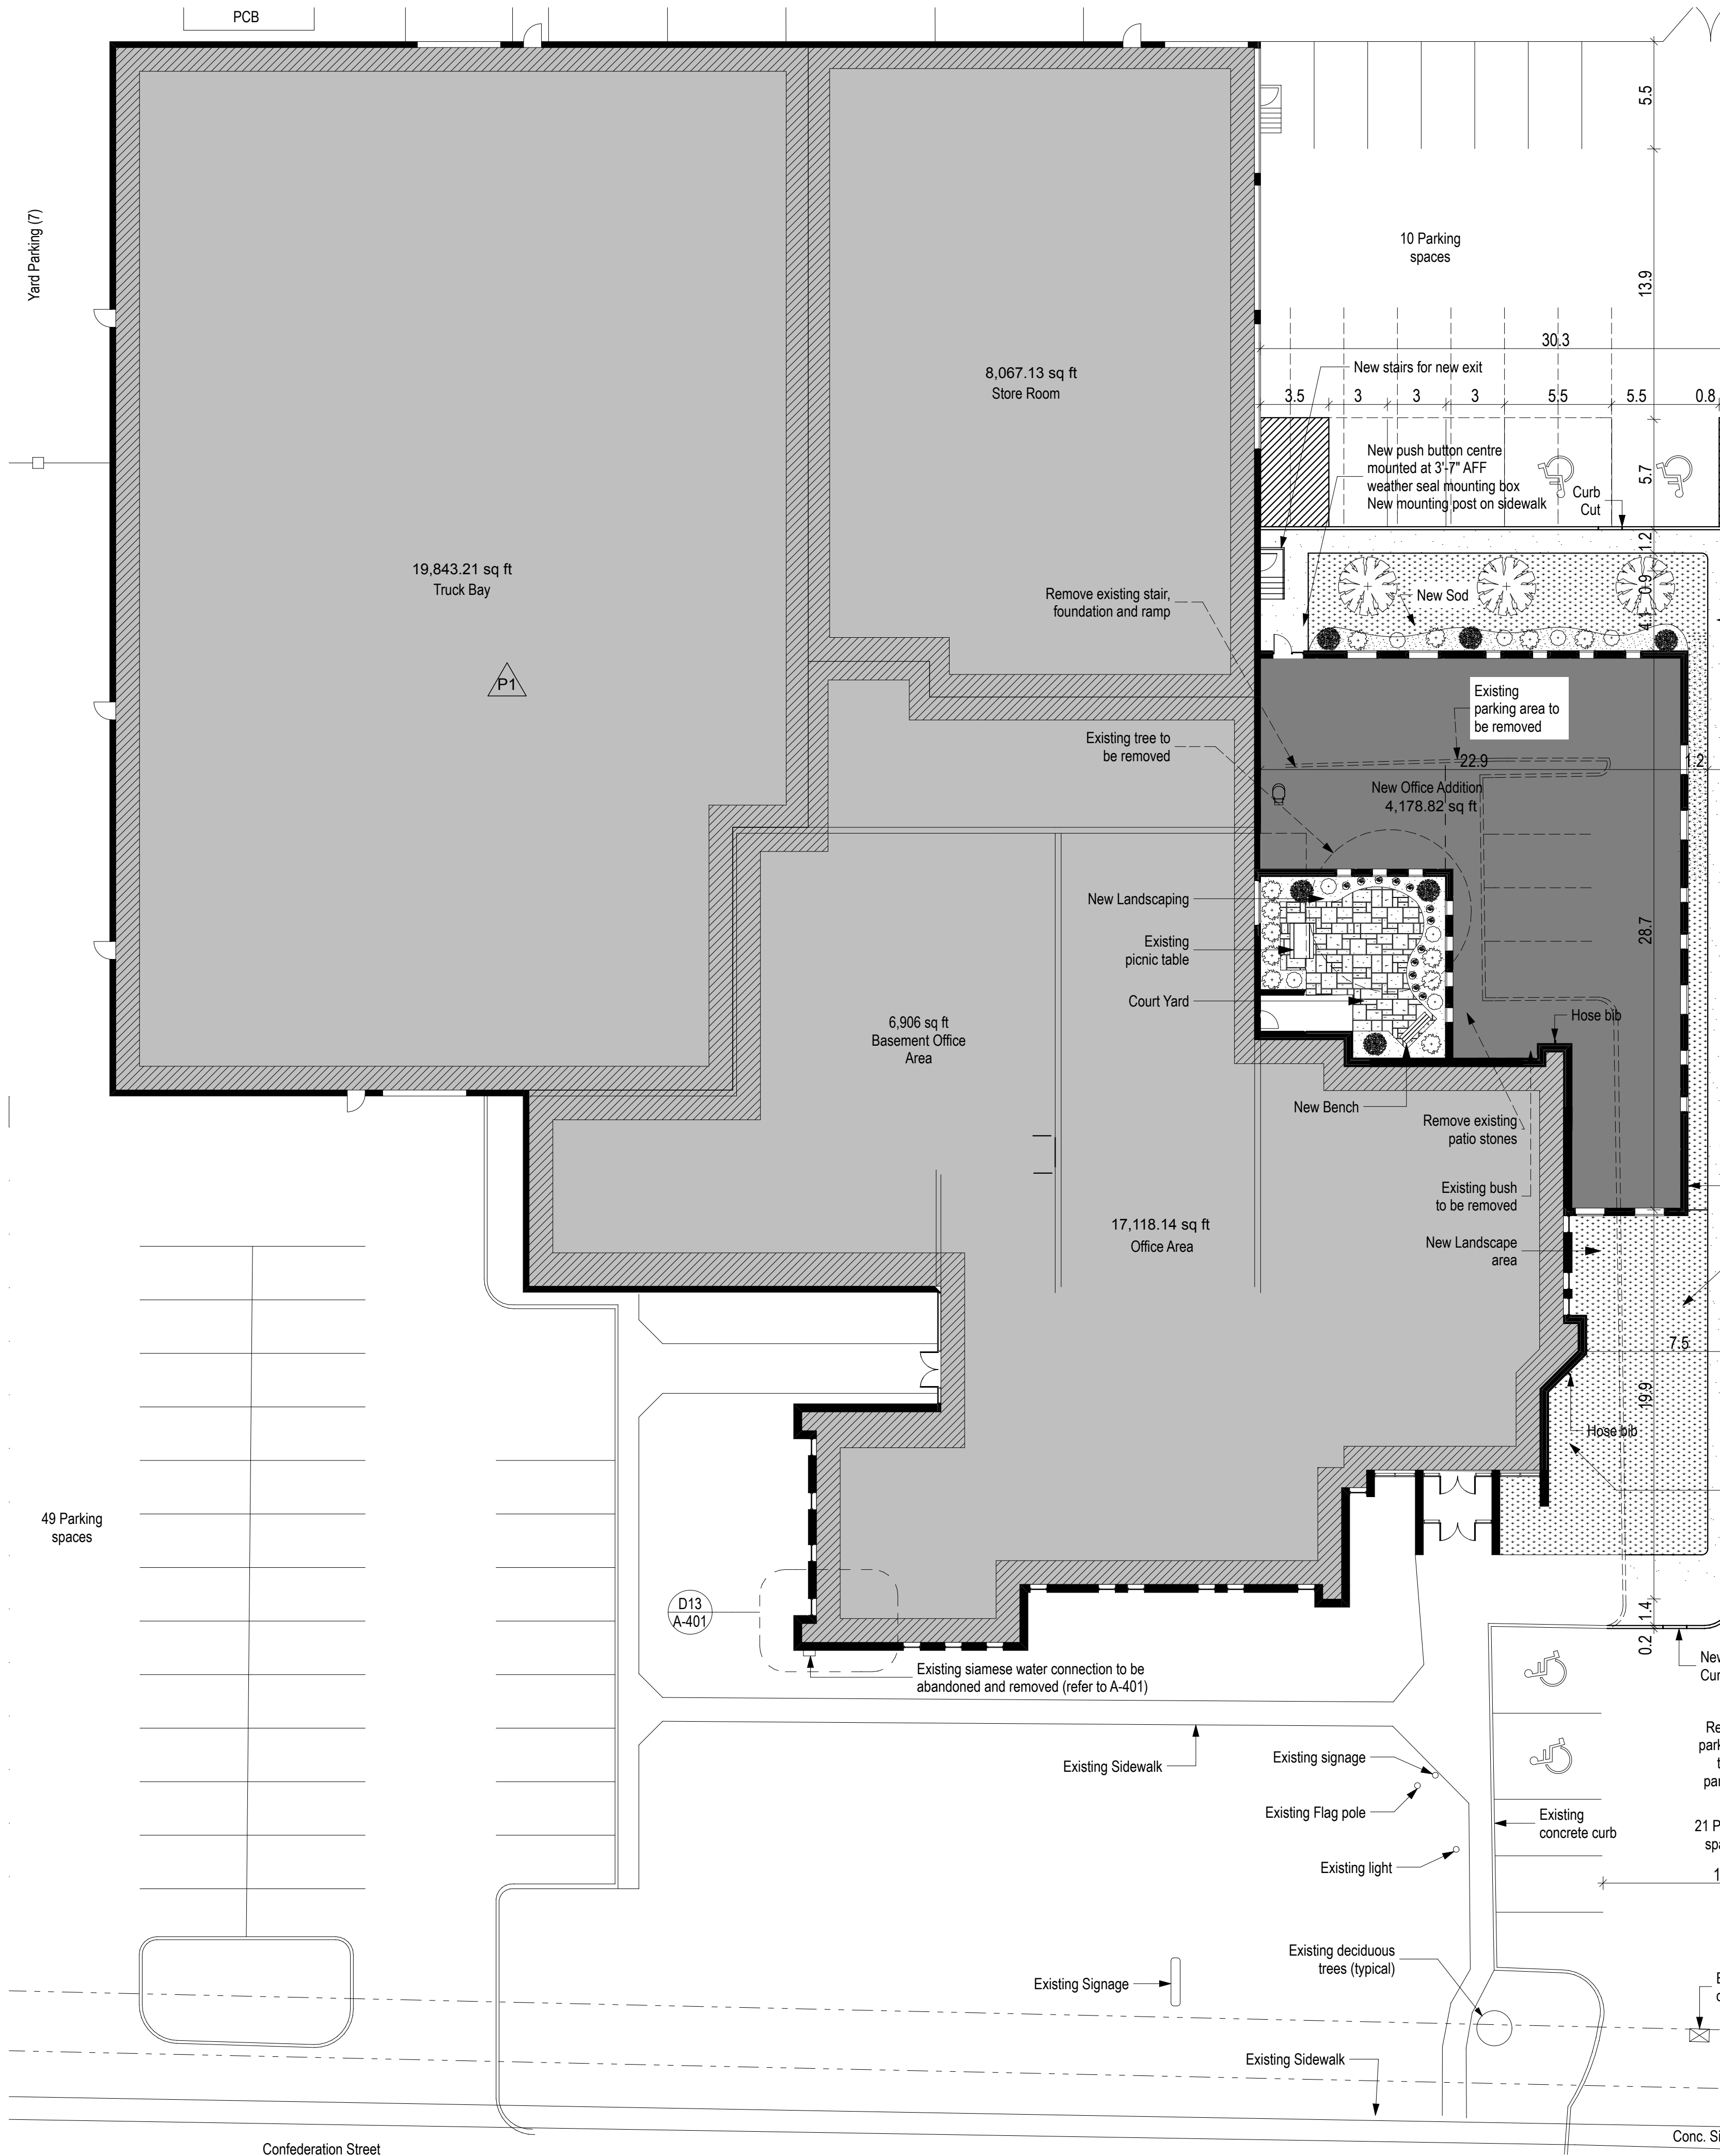 PCB
Yard Parking (7)
5.5
10 Parking
spaces
13.9
30.3
8,067.13 sq ft
Store Room
New stairs for new exit
3.5
3
3
3
5.5
5.5
0.8
New push button centre
mounted at 3'-7" AFF
weather seal mounting box
New mounting post on sidewalk
Curb
Cut
5.7
1.2
0.9
4.1
19,843.21 sq ft
Truck Bay
P1
Remove existing stair,
foundation and ramp
New Sod
Existing
parking area to
be removed
Existing tree to
be removed
22.9
1.2
New Office Addition
4,178.82 sq ft
New Landscaping
Existing
picnic table
Court Yard
28.7
6,906 sq ft
Basement Office
Area
Hose bib
New Bench
Remove existing
patio stones
Existing bush
to be removed
17,118.14 sq ft
Office Area
New Landscape
area
7.5
19.9
Hose bib
49 Parking
spaces
D13
A-401
1.4
0.2
Existing siamese water connection to be
abandoned and removed (refer to A-401)
Existing Sidewalk
Existing signage
Existing Flag pole
Existing
concrete curb
21 P
Existing light
1
Existing deciduous
trees (typical)
Existing Signage
Existing Sidewalk
Confederation Street
Conc. Si